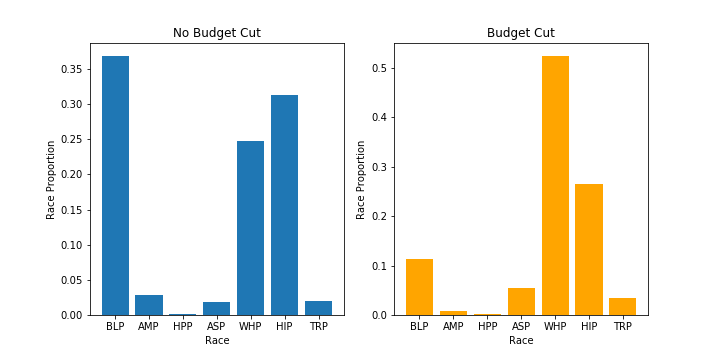 No Budget Cut
Race Proportion
0.35
0.30
0.25
0.20
0.15
0.10
0.05
0.00
BLP AMP HPP ASP WHP HIP TRP
Race
Budget Cut
Race Proportion
0.5
0.4
0.3
0.2
0.1
0.0
BLP AMP HPP ASP WHP HIP TRP
Race